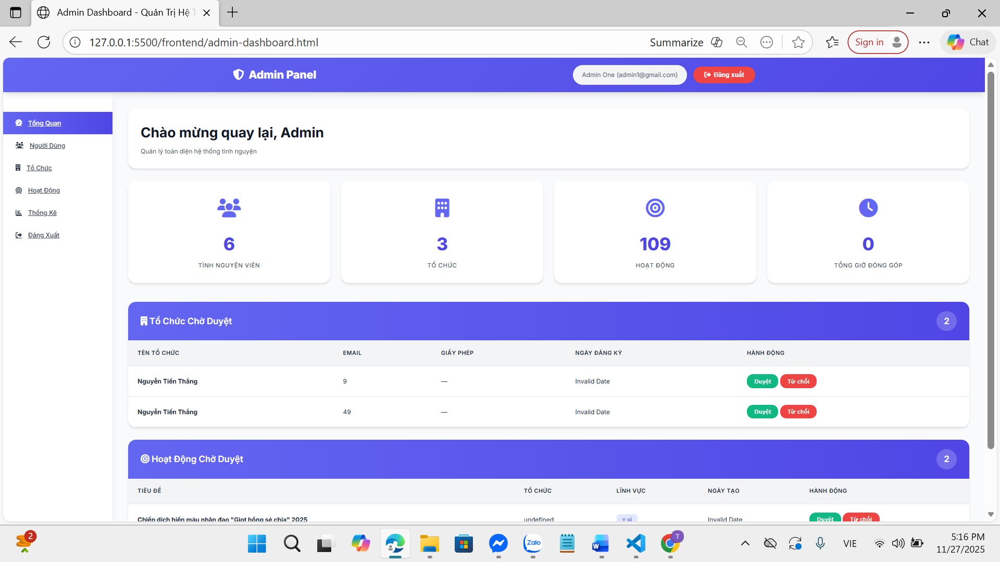 Admin Dashboard - Quản Trị Hệ T
127.0.0.1:5500/frontend/admin-dashboard.html
Summarize
Sign in
Chat
Admin Panel
Admin One (admin1@gmail.com)
Đăng xuất
Tổng Quan
Người Dùng
Tổ Chức
Hoạt Động
Thống Kê
Đăng Xuất
Chào mừng quay lại, Admin
Quản lý toàn diện hệ thống tình nguyện
6
TÌNH NGUYỆN VIÊN
3
TỔ CHỨC
109
HOẠT ĐỘNG
0
TỔNG GIỜ ĐÓNG GÓP
Tổ Chức Chờ Duyệt
2
TÊN TỔ CHỨC EMAIL GIẤY PHÉP NGÀY ĐĂNG KÝ HÀNH ĐỘNG
Nguyễn Tiến Thắng 9 — Invalid Date Duyệt Từ chối
Nguyễn Tiến Thắng 49 — Invalid Date Duyệt Từ chối
Hoạt Động Chờ Duyệt
2
TIÊU ĐỀ TỔ CHỨC LĨNH VỰC NGÀY TẠO HÀNH ĐỘNG
Chiến dịch hiến máu nhân đạo "Giọt hồng sẻ chia" 2025 undefined Y tế Invalid Date Duyệt Từ chối
2
Zalo
W
T
VIE
5:16 PM
11/27/2025